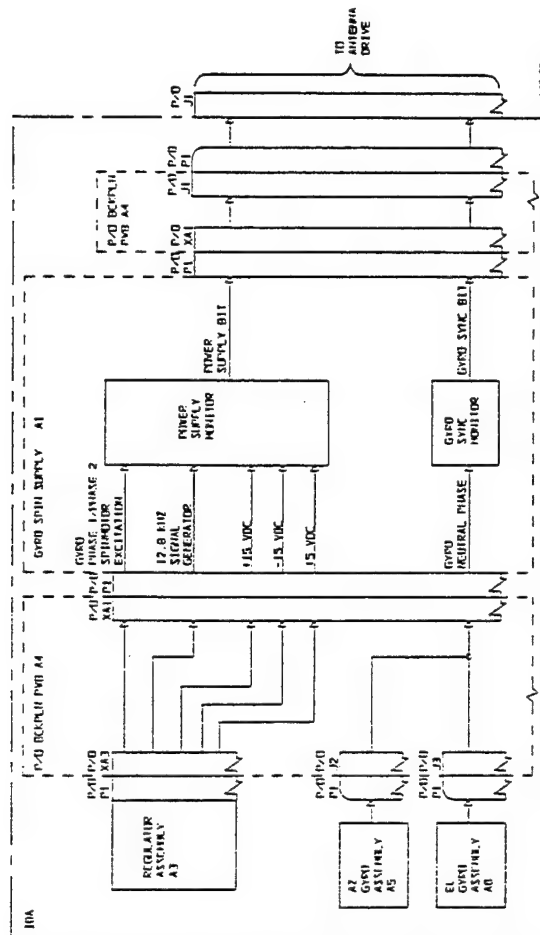 10A
P/O BCKPLN PWB A4
GYRO SPIN SUPPLY A1
P/O BCKPLN
PWB A4
REGULATOR
ASSEMBLY
A3
P/O
P1
P/O
XA3
P/O
XA1
P/O
P1
GYRO
PHASE 1/PHASE 2
SPINMOTOR
EXCITATION
12.8 KHZ
SIGNAL
GENERATOR
+15 VDC
-15 VDC
POWER
SUPPLY
MONITOR
POWER
SUPPLY BIT
P/O
P1
P/O
XA1
P/O
J1
P/O
P1
P/O
J1
TO
ANTENNA
DRIVE
AZ
GYRO
ASSEMBLY
A5
P/O
P1
P/O
J2
EL
GYRO
ASSEMBLY
P/O
P1
P/O
J3
GYRO
NEUTRAL PHASE
GYRO
SYNC
MONITOR
GYRO SYNC BIT